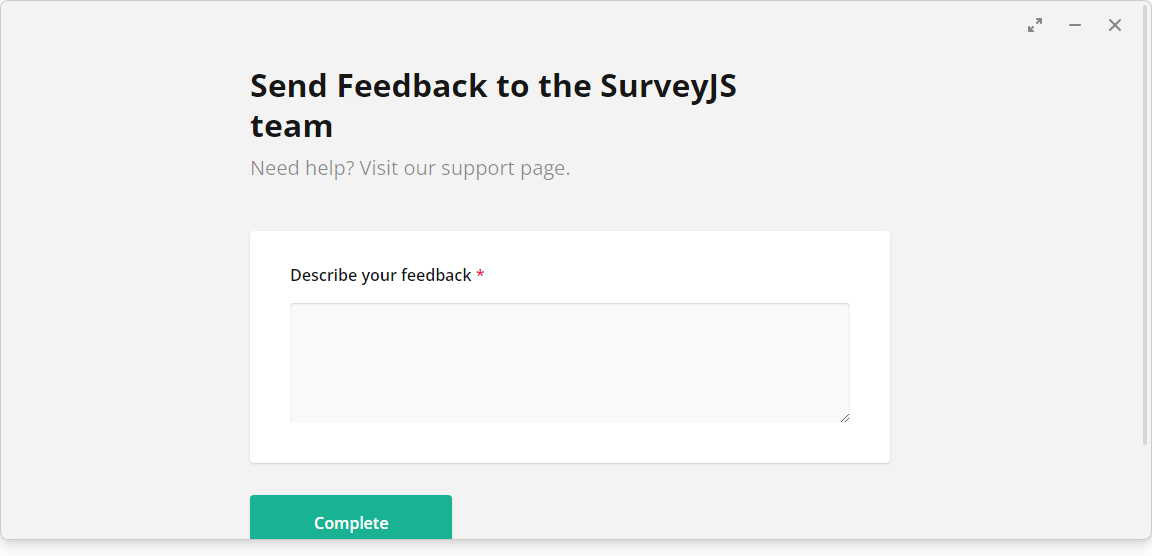 Send Feedback to the SurveyJS
team
Need help? Visit our support page.
Describe your feedback *
Complete